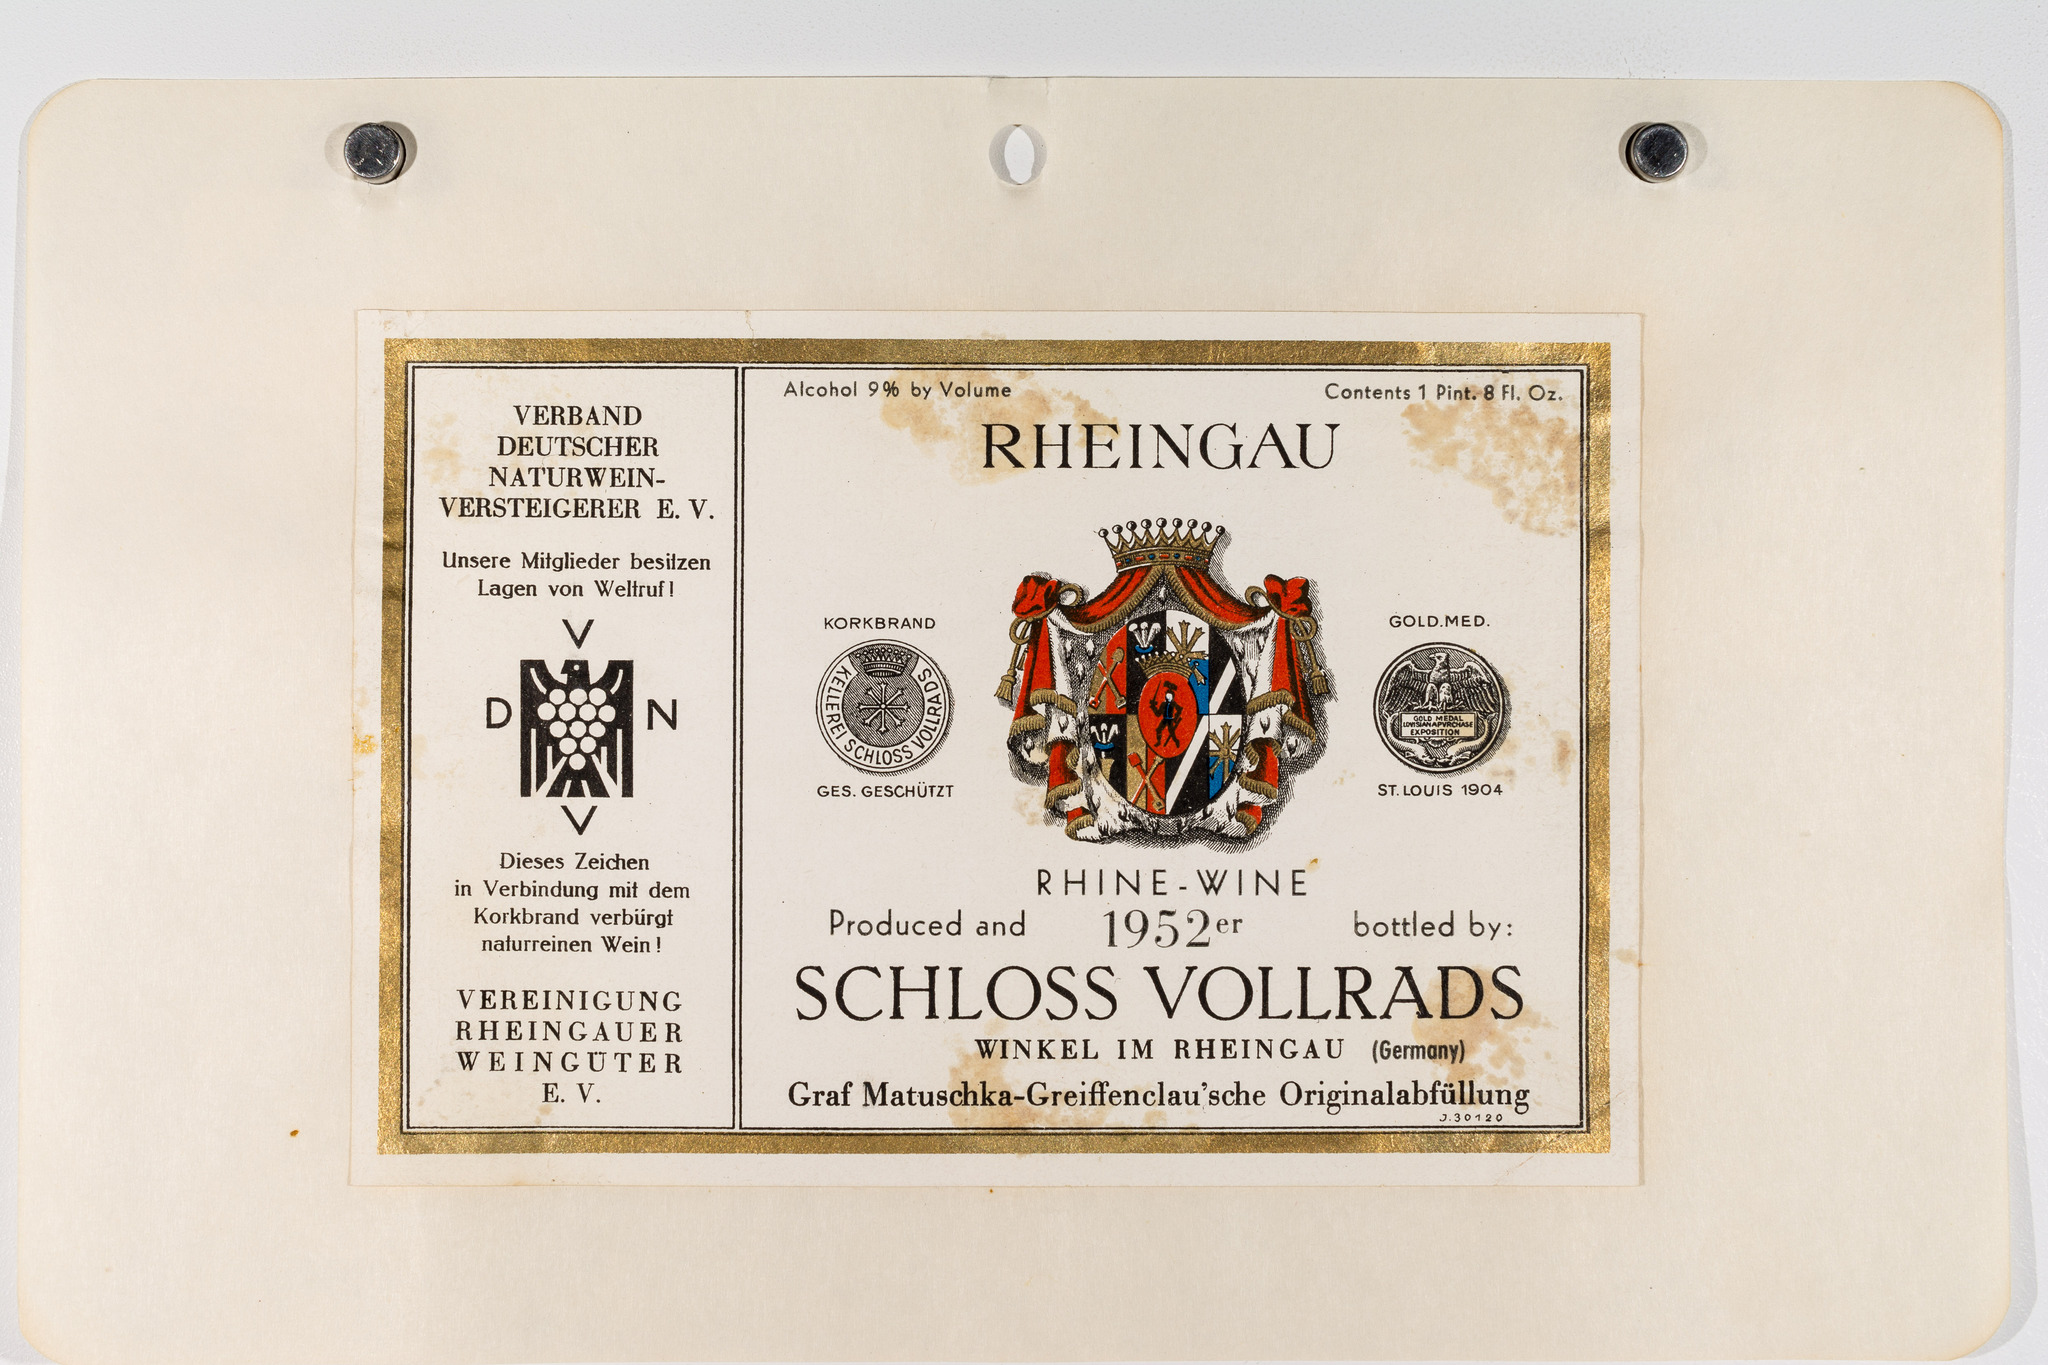 VERBAND
DEUTSCHER
NATURWEIN-
VERSTEIGERER E. V.
Unsere Mitglieder besitzen
Lagen von Weltruf!
V
D N
V
Dieses Zeichen
in Verbindung mit dem
Korkbrand verbürgt
naturreinen Wein!
VEREINIGUNG
RHEINGAUER
WEINGÜTER
E. V.
Alcohol 9% by Volume
Contents 1 Pint. 8 Fl. Oz.
RHEINGAU
KORKBRAND
KELLEREI SCHLOSS VOLLRADS
GES. GESCHÜTZT
GOLD.MED.
GOLD MEDAL
LOVISIANA PVRCHASE
EXPOSITION
ST. LOUIS 1904
RHINE-WINE
Produced and 1952er bottled by:
SCHLOSS VOLLRADS
WINKEL IM RHEINGAU (Germany)
Graf Matuschka-Greiffenclau'sche Originalabfüllung
J.30120